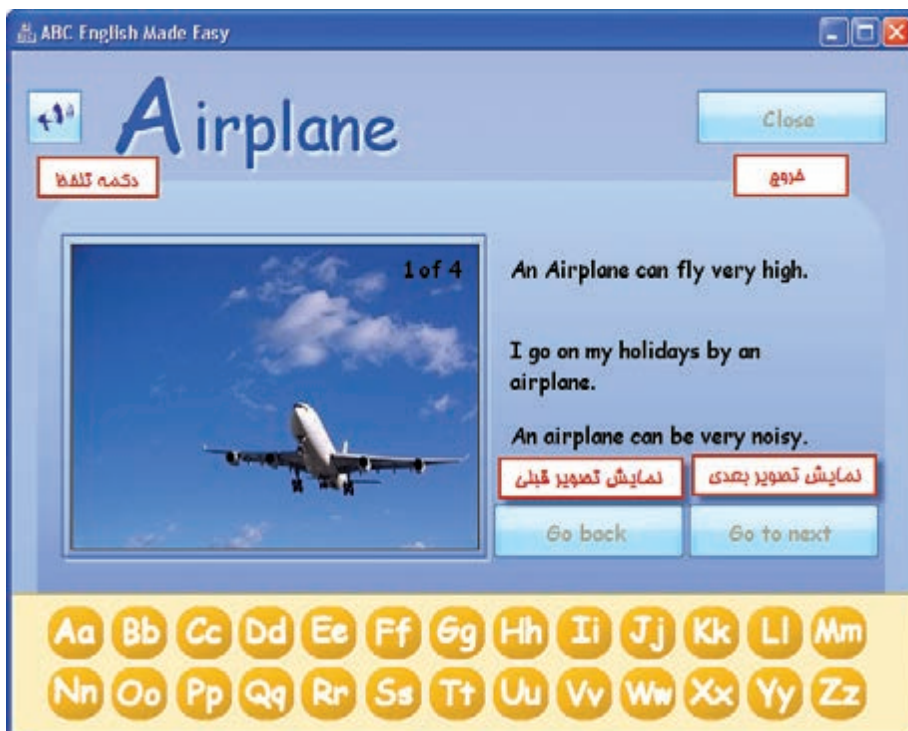 ABC English Made Easy
Airplane
Close
دکمه تلفظ
خروج
1 of 4
An Airplane can fly very high.
I go on my holidays by an
airplane.
An airplane can be very noisy.
نمایش تصویر قبلی
نمایش تصویر بعدی
Go back
Go to next
Aa Bb Cc Dd Ee Ff Gg Hh Ii Jj Kk Ll Mm
Nn Oo Pp Qq Rr Ss Tt Uu Vv Ww Xx Yy Zz